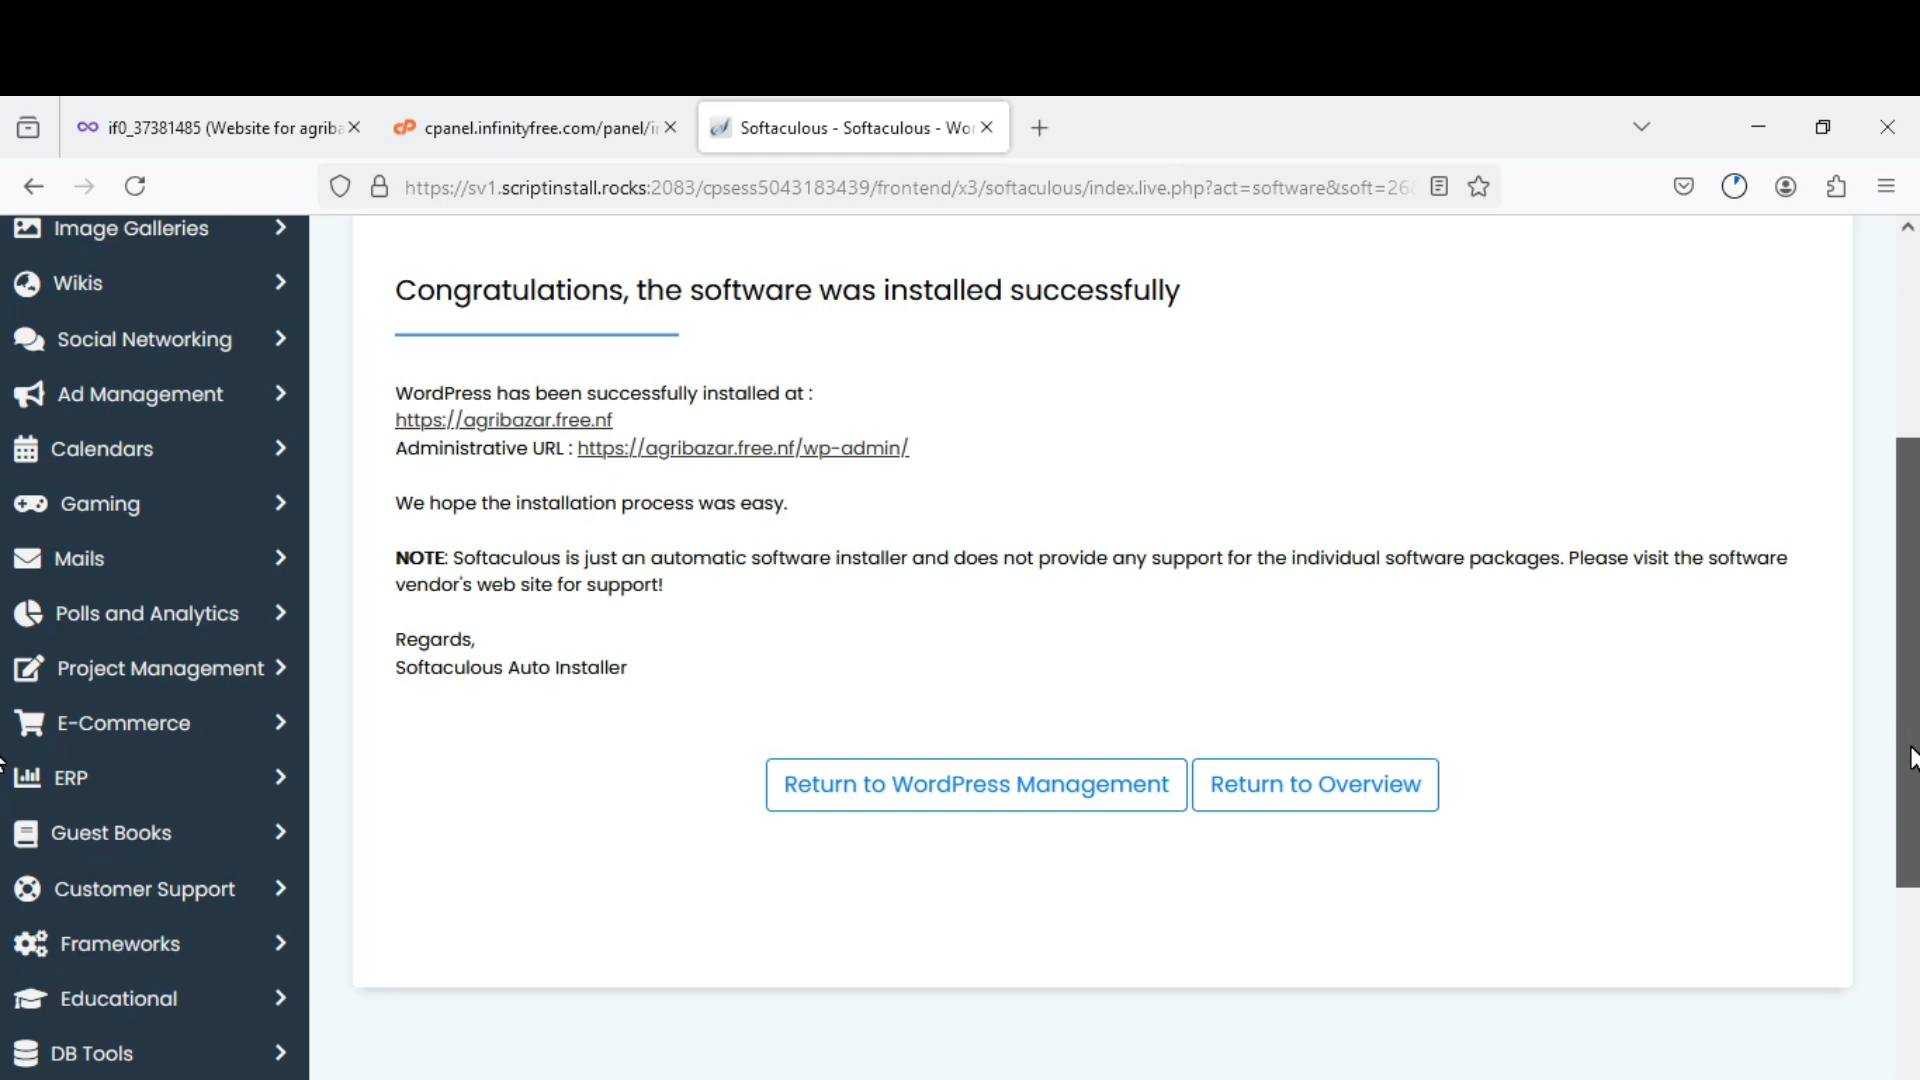 if0_37381485 (Website for agriba
cpanel.infinityfree.com/panel/i
Softaculous - Softaculous - Wor
https://sv1.scriptinstall.rocks:2083/cpsess5043183439/frontend/x3/softaculous/index.live.php?act=software&soft=26
Image Galleries
Wikis
Social Networking
Ad Management
Calendars
Gaming
Mails
Polls and Analytics
Project Management
E-Commerce
ERP
Guest Books
Customer Support
Frameworks
Educational
DB Tools
Congratulations, the software was installed successfully
WordPress has been successfully installed at :
https://agribazar.free.nf
Administrative URL : https://agribazar.free.nf/wp-admin/
We hope the installation process was easy.
NOTE: Softaculous is just an automatic software installer and does not provide any support for the individual software packages. Please visit the software
vendor's web site for support!
Regards,
Softaculous Auto Installer
Return to WordPress Management
Return to Overview